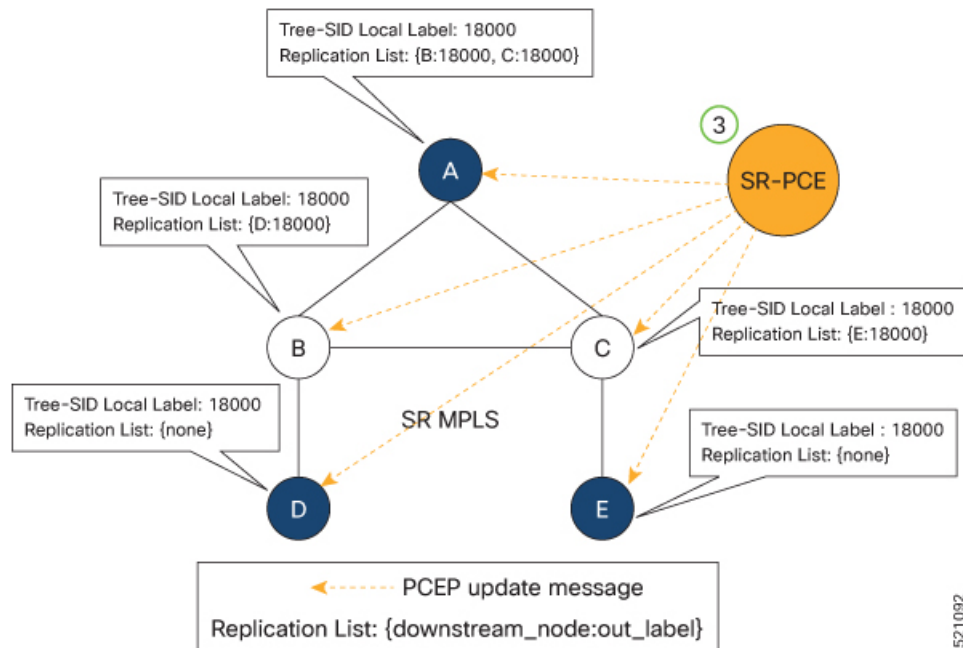 Tree-SID Local Label: 18000
Replication List: {B:18000, C:18000}
3
SR-PCE
A
Tree-SID Local Label: 18000
Replication List: {D:18000}
B
C
Tree-SID Local Label : 18000
Replication List: {E:18000}
Tree-SID Local Label: 18000
Replication List: {none}
SR MPLS
Tree-SID Local Label : 18000
Replication List: {none}
D
E
PCEP update message
Replication List: {downstream_node:out_label}
521092